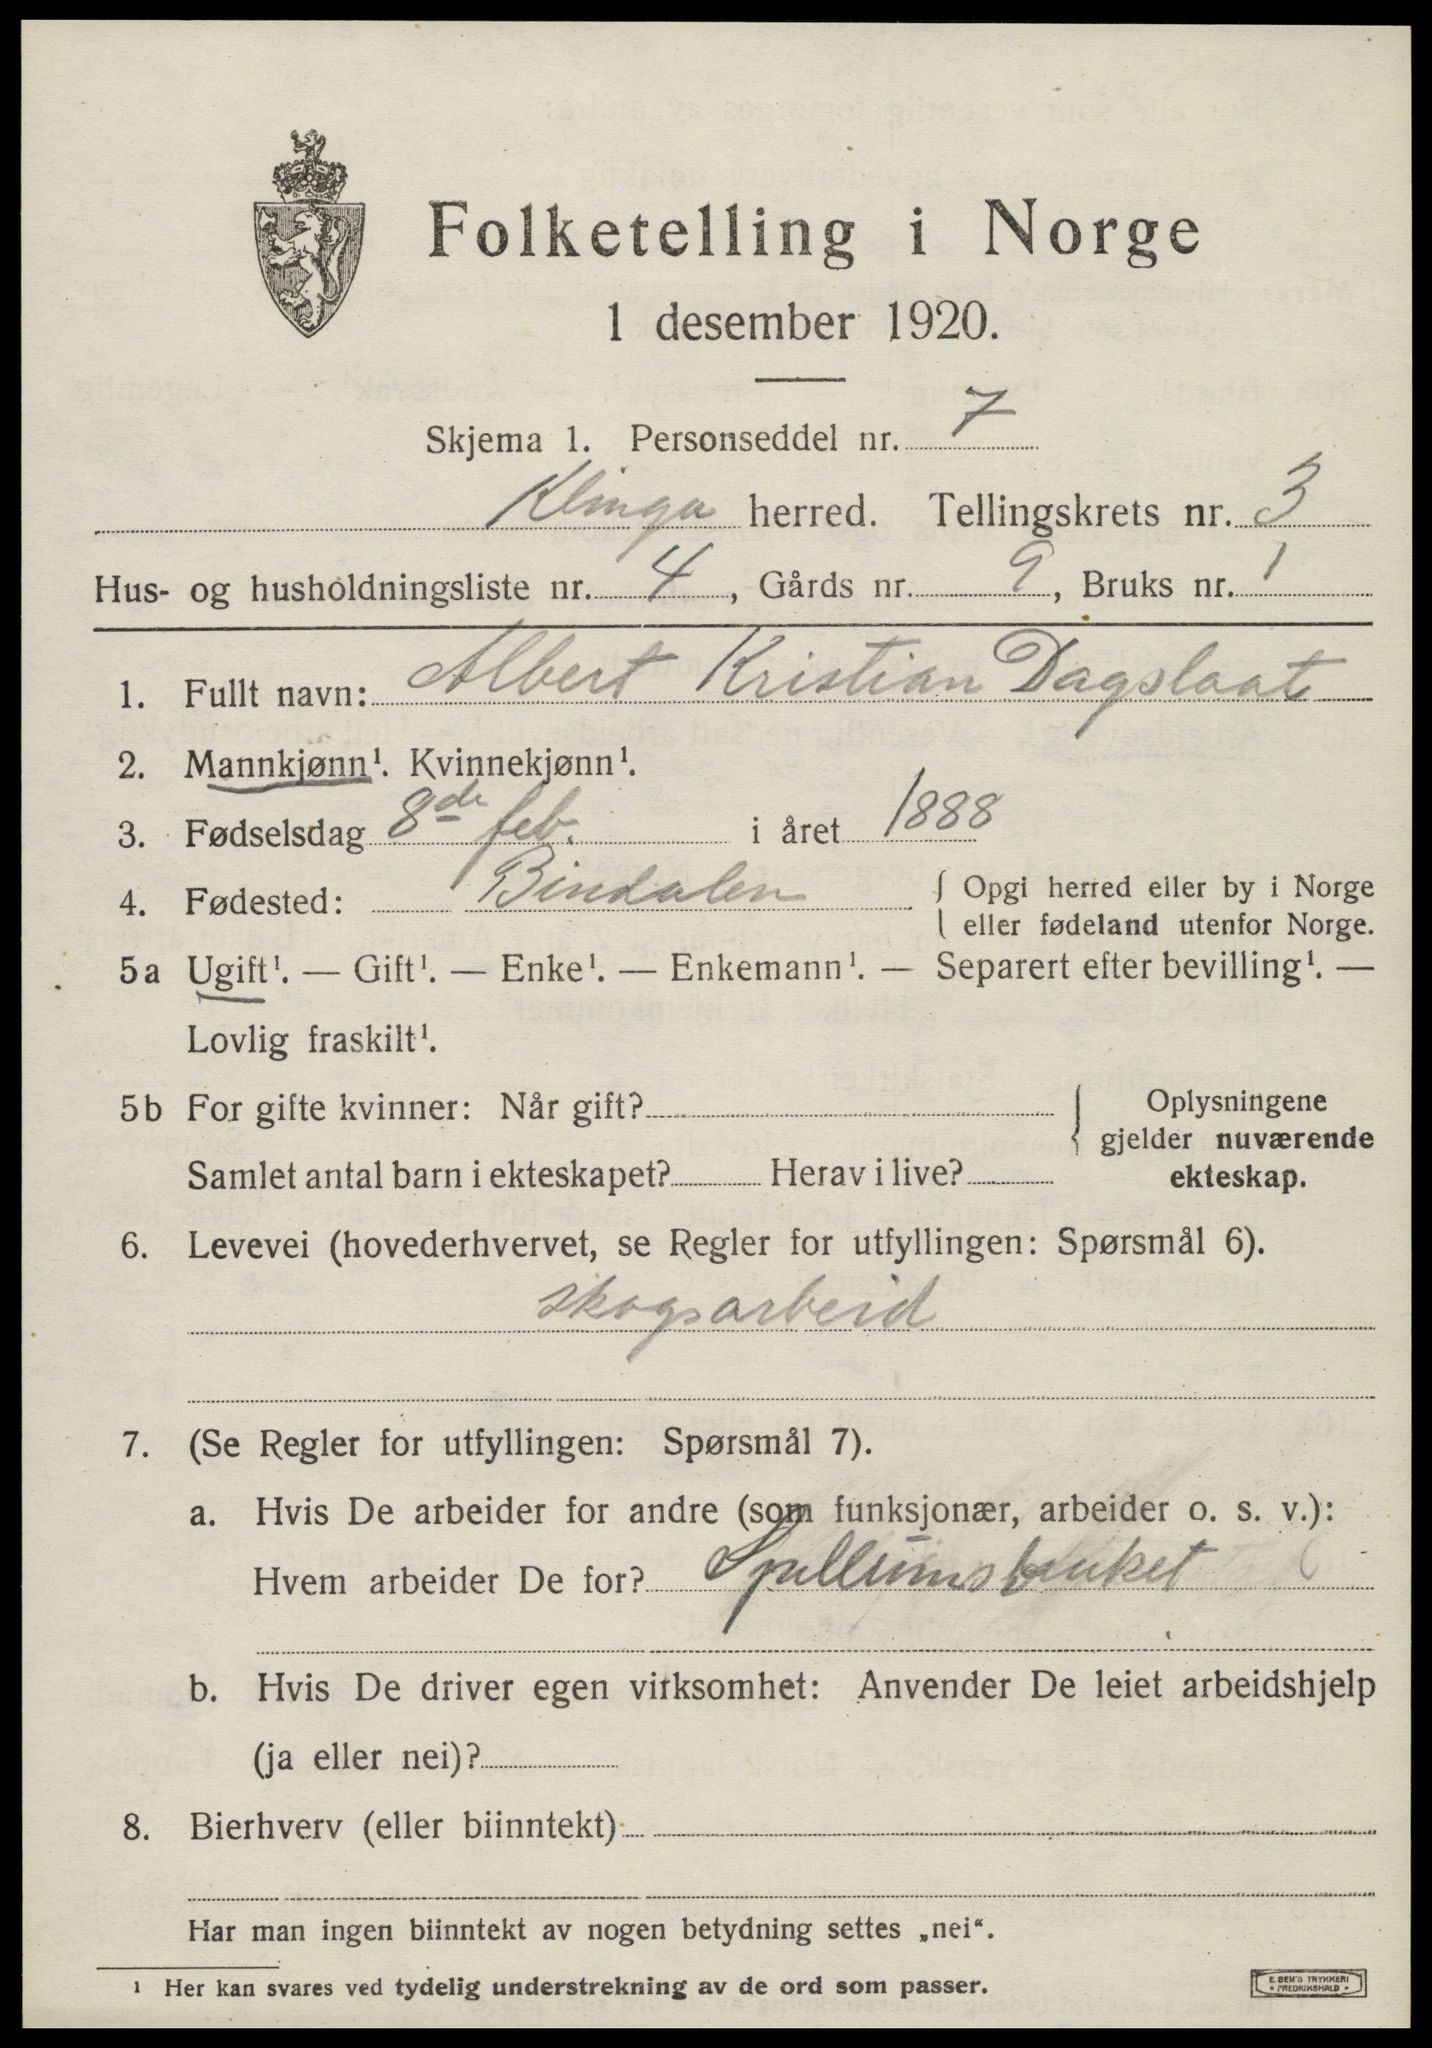 Folketelling i Norge
1 desember 1920.
Skjema 1. Personseddel nr. 7
Klinga herred. Tellingskrets nr. 3
Hus- og husholdningsliste nr. 4, Gårds nr. 9, Bruks nr. 1
1. Fullt navn: Albert Kristian Dagslaat
2. Mannkjønn¹. Kvinnekjønn¹.
3. Fødselsdag 8de feb. i året 1888
4. Fødested: Bindalen { Opgi herred eller by i Norge
eller fødeland utenfor Norge.
5a Ugift¹. — Gift¹. — Enke¹. — Enkemann¹. — Separert efter bevilling¹. —
Lovlig fraskilt¹.
5b For gifte kvinner: Når gift?
Samlet antal barn i ekteskapet? Herav i live?
{ Oplysningene
gjelder nuværende
ekteskap.
6. Levevei (hovederhvervet, se Regler for utfyllingen: Spørsmål 6).
skogsarbeid
7. (Se Regler for utfyllingen: Spørsmål 7).
a. Hvis De arbeider for andre (som funksjonær, arbeider o. s. v.):
Hvem arbeider De for? Spillumsbruket
b. Hvis De driver egen virksomhet: Anvender De leiet arbeidshjelp
(ja eller nei)?
8. Bierhverv (eller biinntekt)
Har man ingen biinntekt av nogen betydning settes „nei“.
¹ Her kan svares ved tydelig understrekning av de ord som passer.
E. SEM'S TRYKKERI
• FREDRIKSHALD •